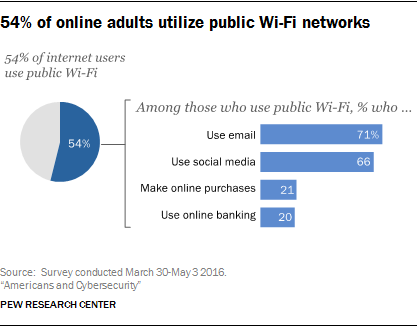 54% of online adults utilize public Wi-Fi networks
54% of internet users
use public Wi-Fi
Among those who use public Wi-Fi, % who ...
54%
Use email 71%
Use social media 66
Make online purchases 21
Use online banking 20
Source: Survey conducted March 30-May 3 2016.
“Americans and Cybersecurity”
PEW RESEARCH CENTER